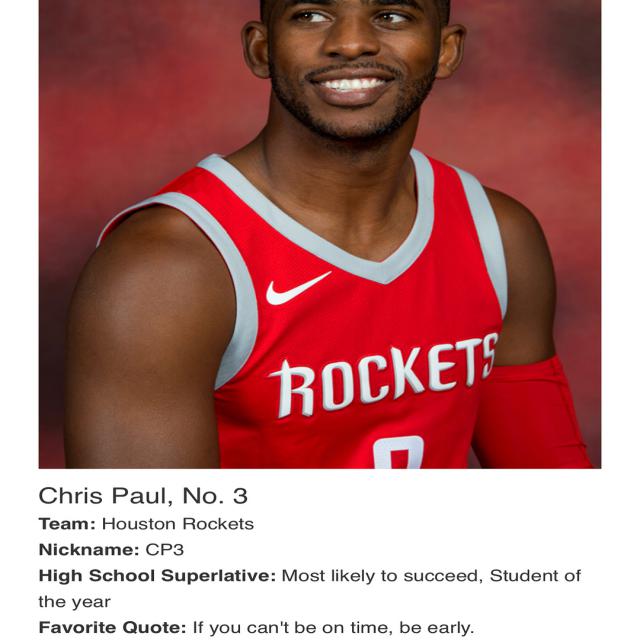 ROCKETS
Chris Paul, No. 3
Team: Houston Rockets
Nickname: CP3
High School Superlative: Most likely to succeed, Student of
the year
Favorite Quote: If you can't be on time, be early.